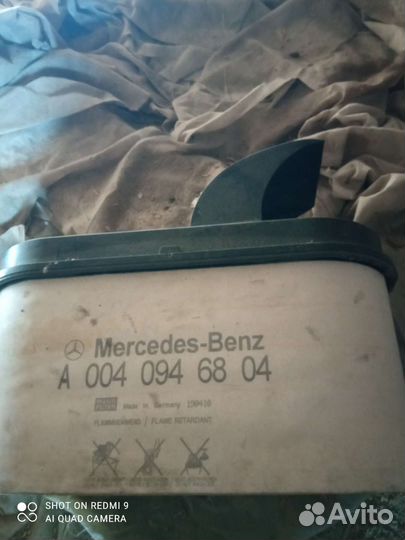 Mercedes-Benz
A 004 094 68 04
Made in Germany 190410
FLAMMHEMMEND / FLAME RETARDANT
SHOT ON REDMI 9
AI QUAD CAMERA
Avito